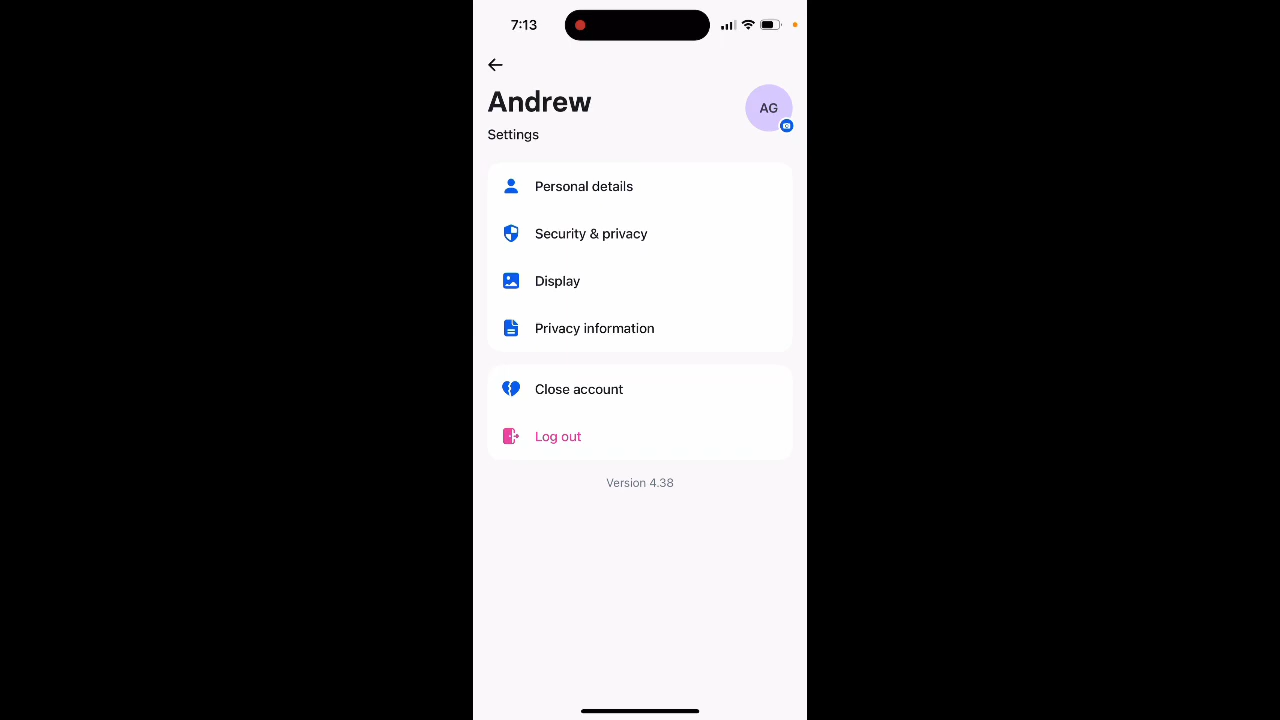 7:13
Andrew
AG
Settings
Personal details
Security & privacy
Display
Privacy information
Close account
Log out
Version 4.38